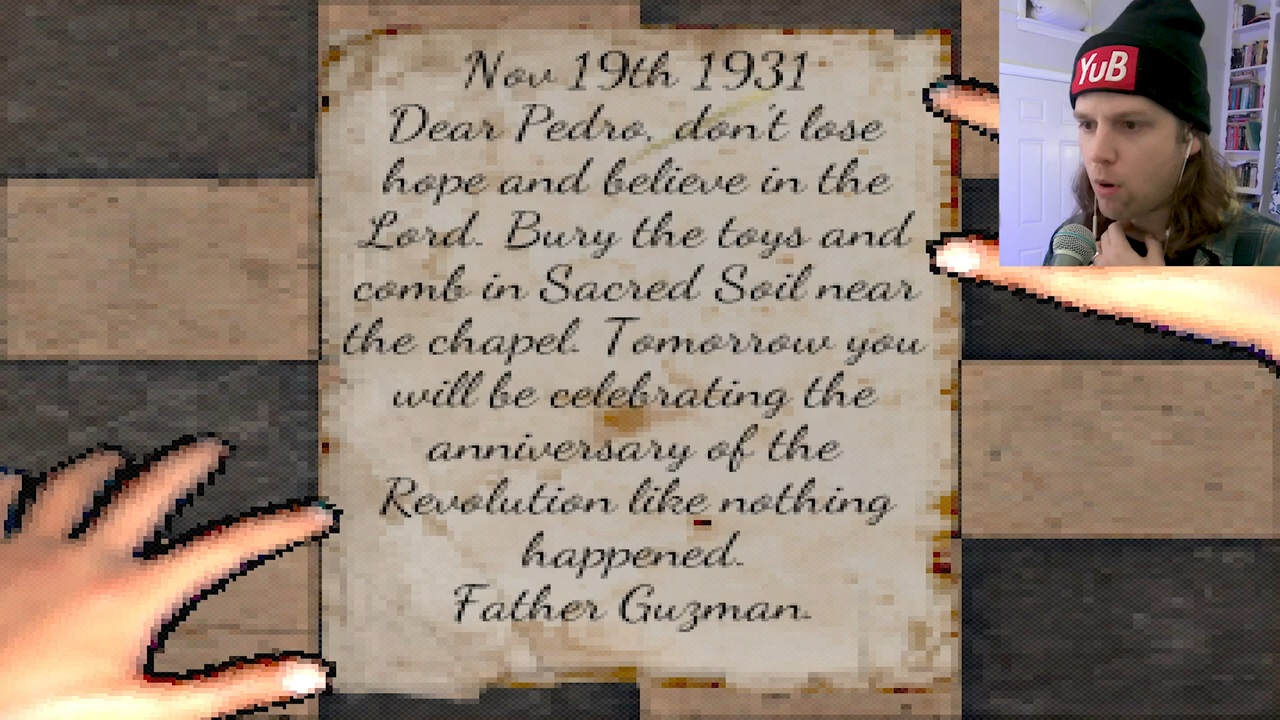 Nov 19th 1931
Dear Pedro, don't lose
hope and believe in the
Lord. Bury the toys and
comb in Sacred Soil near
the chapel. Tomorrow you
will be celebrating the
anniversary of the
Revolution like nothing
happened.
Father Guzman.
YuB